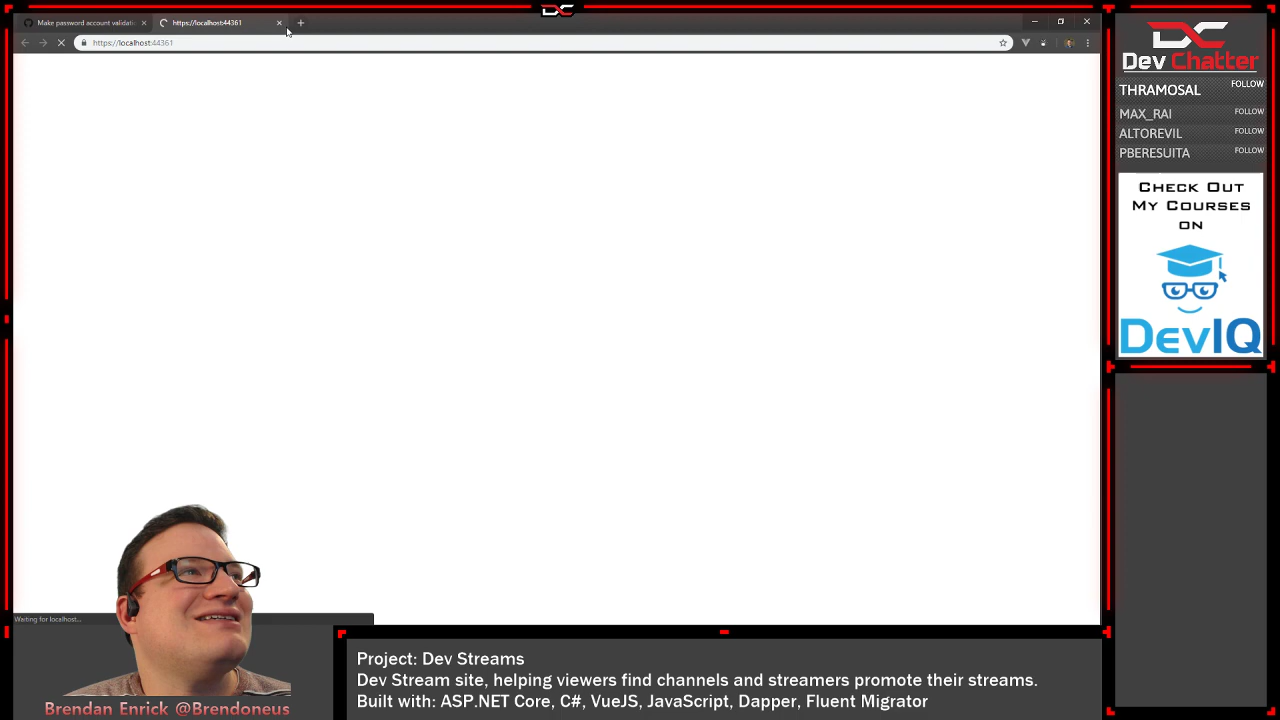 Make password account validati
https://localhost:44361
https://localhost:44361
Waiting for localhost...
Brendan Enrick @Brendoneus
Project: Dev Streams
Dev Stream site, helping viewers find channels and streamers promote their streams.
Built with: ASP.NET Core, C#, VueJS, JavaScript, Dapper, Fluent Migrator
DC
DC
Dev Chatter
THRAMOSAL FOLLOW
MAX_RAI FOLLOW
ALTOREVIL FOLLOW
PBERESUITA FOLLOW
Check Out
My Courses
on
DevIQ